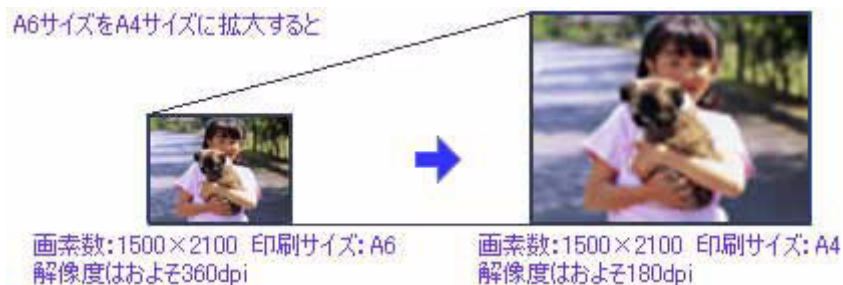 A6サイズをA4サイズに拡大すると
画素数:1500×2100 印刷サイズ:A6
解像度はおよそ360dpi
画素数:1500×2100 印刷サイズ:A4
解像度はおよそ180dpi